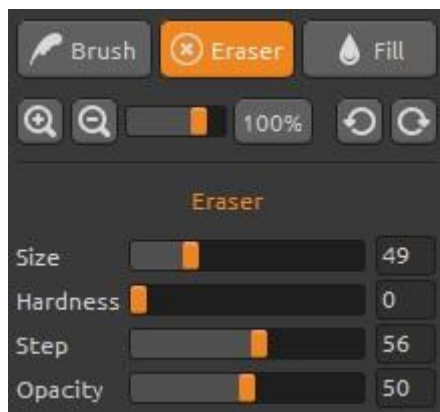 Brush Eraser Fill
100%
Eraser
Size 49
Hardness 0
Step 56
Opacity 50